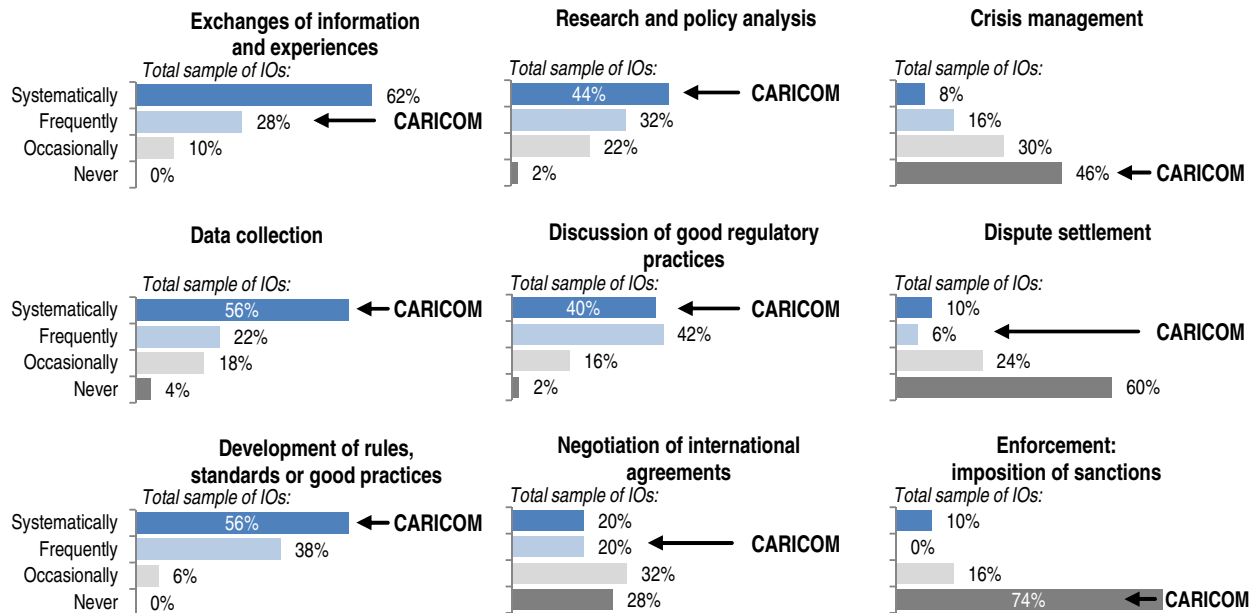 Exchanges of information
and experiences
Total sample of IOs:
Systematically 62%
Frequently 28% CARICOM
Occasionally 10%
Never 0%
Research and policy analysis
Total sample of IOs:
44% CARICOM
32%
22%
2%
Crisis management
Total sample of IOs:
8%
16%
30%
46% CARICOM
Data collection
Total sample of IOs:
Systematically 56% CARICOM
Frequently 22%
Occasionally 18%
Never 4%
Discussion of good regulatory
practices
Total sample of IOs:
40% CARICOM
42%
16%
2%
Dispute settlement
Total sample of IOs:
10%
6% CARICOM
24%
60%
Development of rules,
standards or good practices
Total sample of IOs:
Systematically 56% CARICOM
Frequently 38%
Occasionally 6%
Never 0%
Negotiation of international
agreements
Total sample of IOs:
20%
20% CARICOM
32%
28%
Enforcement:
imposition of sanctions
Total sample of IOs:
10%
0%
16%
74% CARICOM